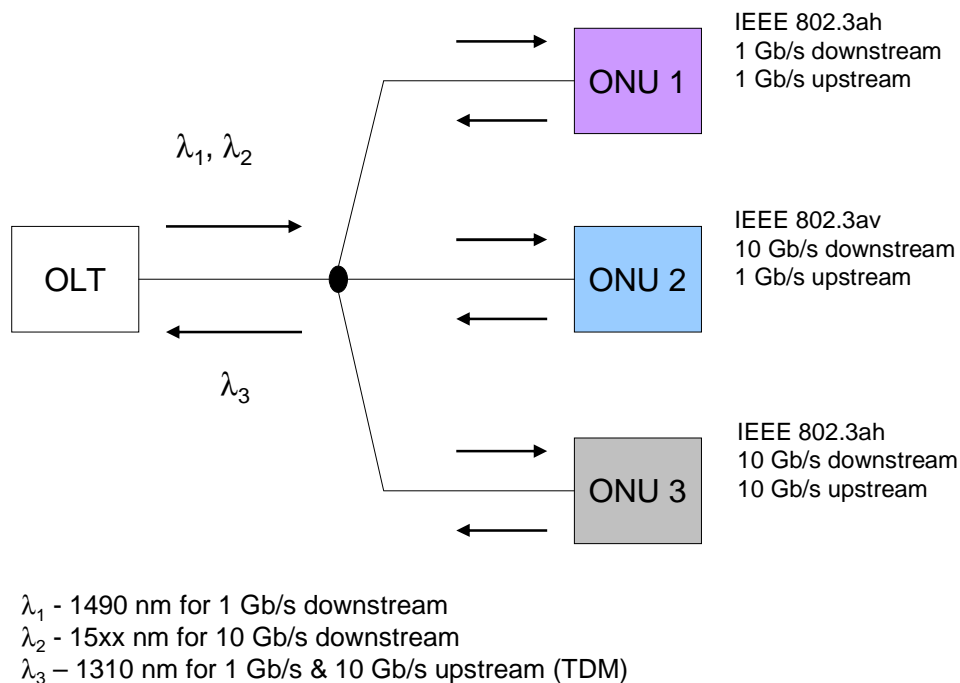 IEEE 802.3ah
1 Gb/s downstream
1 Gb/s upstream
ONU 1
λ₁, λ₂
IEEE 802.3av
10 Gb/s downstream
1 Gb/s upstream
OLT
ONU 2
λ₃
IEEE 802.3ah
10 Gb/s downstream
10 Gb/s upstream
ONU 3
λ₁ - 1490 nm for 1 Gb/s downstream
λ₂ - 15xx nm for 10 Gb/s downstream
λ₃ – 1310 nm for 1 Gb/s & 10 Gb/s upstream (TDM)